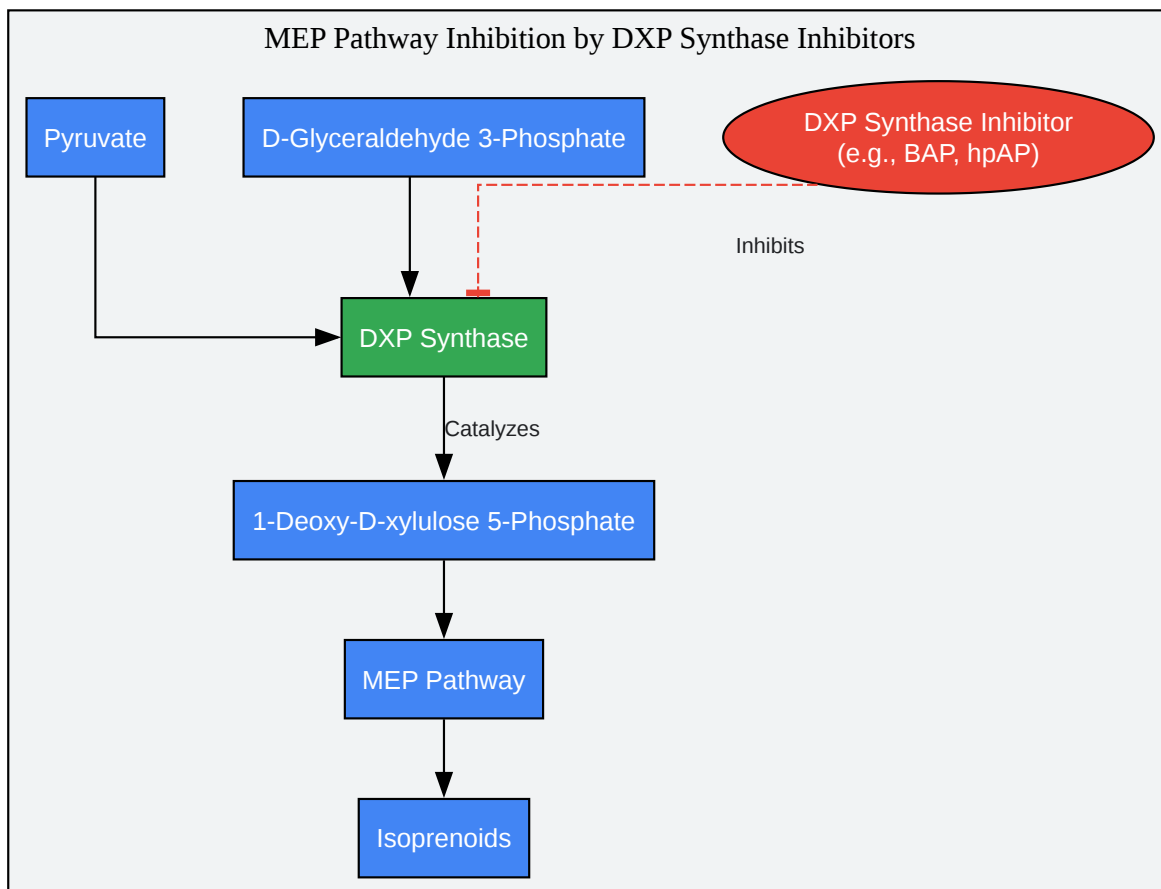 MEP Pathway Inhibition by DXP Synthase Inhibitors
Pyruvate
D-Glyceraldehyde 3-Phosphate
DXP Synthase Inhibitor
(e.g., BAP, hpAP)
Inhibits
DXP Synthase
Catalyzes
1-Deoxy-D-xylulose 5-Phosphate
MEP Pathway
Isoprenoids